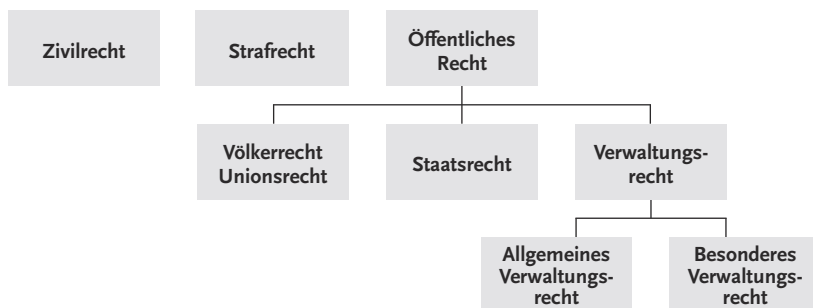 Zivilrecht
Strafrecht
Öffentliches
Recht
Völkerrecht
Unionsrecht
Staatsrecht
Verwaltungs-
recht
Allgemeines
Verwaltungs-
recht
Besonderes
Verwaltungs-
recht